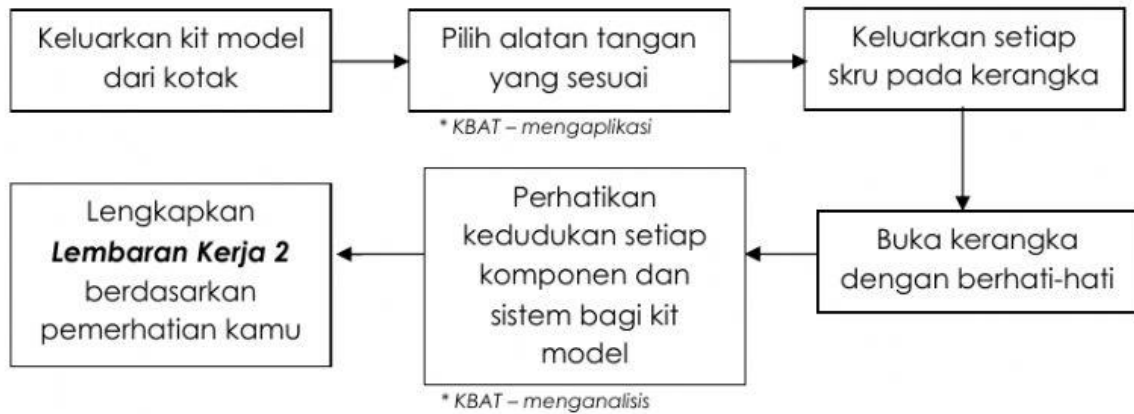 Keluarkan kit model
dari kotak
Pilih alatan tangan
yang sesuai
* KBAT – mengaplikasi
Keluarkan setiap
skru pada kerangka
Buka kerangka
dengan berhati-hati
Perhatikan
kedudukan setiap
komponen dan
sistem bagi kit
model
* KBAT – menganalisis
Lengkapkan
Lembaran Kerja 2
berdasarkan
pemerhatian kamu